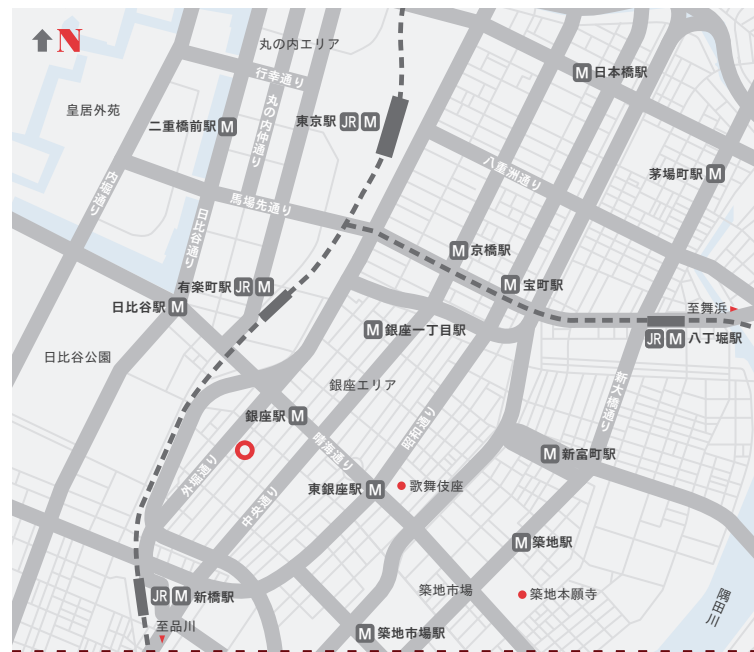 N
丸の内エリア
行幸通り
M 日本橋駅
皇居外苑
二重橋前駅 M
丸の内仲通り
東京駅 JR M
八重洲通り
茅場町駅 M
内堀通り
馬場先通り
日比谷通り
M 京橋駅
有楽町駅 JR M
M 宝町駅
日比谷駅 M
至舞浜
M 銀座一丁目駅
JR M 八丁堀駅
日比谷公園
銀座エリア
新大橋通り
銀座駅 M
昭和通り
晴海通り
M 新富町駅
外堀通り
東銀座駅 M
歌舞伎座
中央通り
M 築地駅
築地市場
築地本願寺
隅田川
JR M 新橋駅
至品川
M 築地市場駅